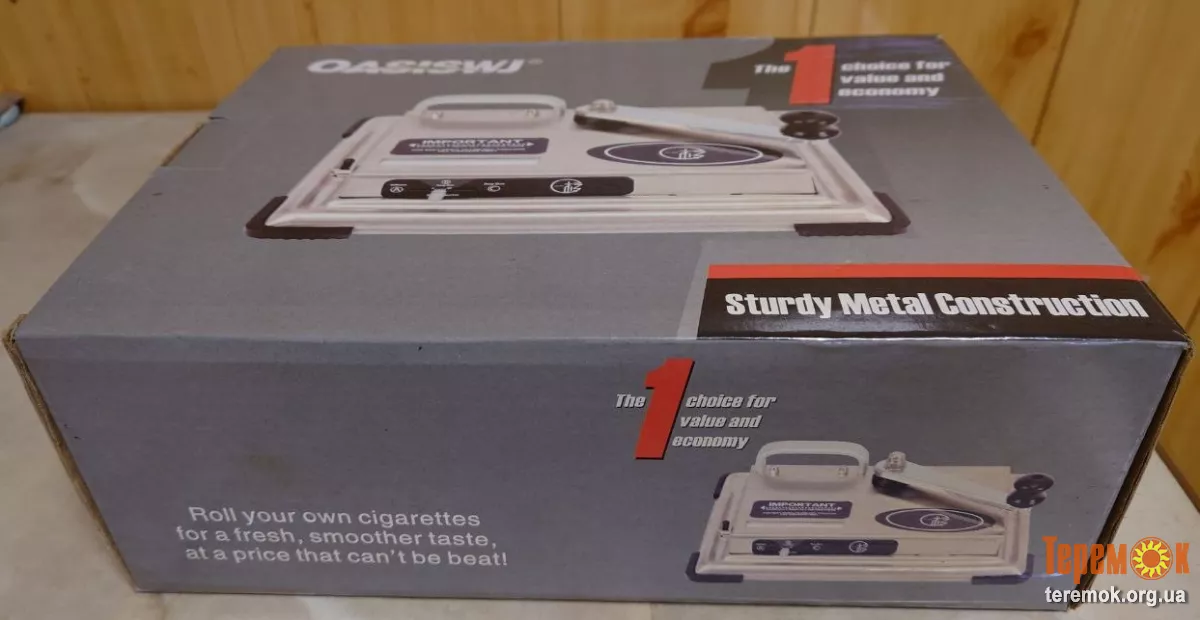 OASISWJ
The 1 choice for
value and
economy
IMPORTANT
Sturdy Metal Construction
The 1 choice for
value and
economy
IMPORTANT
Roll your own cigarettes
for a fresh, smoother taste,
at a price that can't be beat!
Теремок
teremok.org.ua